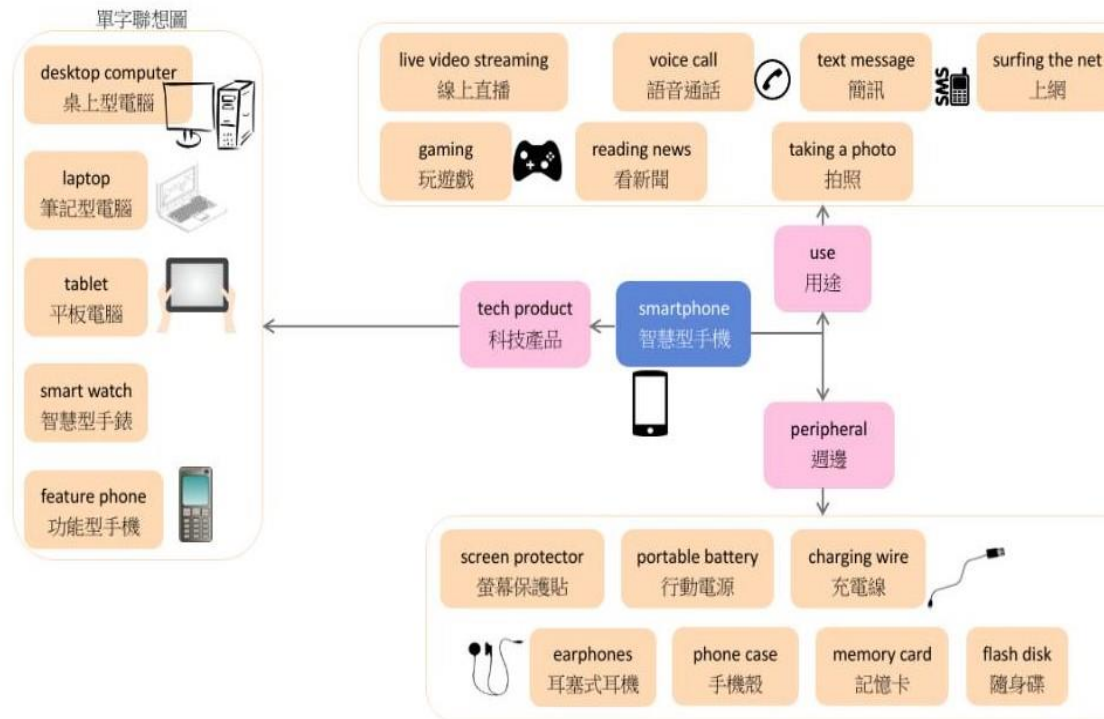 單字聯想圖
desktop computer
桌上型電腦
laptop
筆記型電腦
tablet
平板電腦
smart watch
智慧型手錶
feature phone
功能型手機
live video streaming
線上直播
voice call
語音通話
text message
簡訊
SMS
surfing the net
上網
gaming
玩遊戲
reading news
看新聞
taking a photo
拍照
use
用途
tech product
科技產品
smartphone
智慧型手機
peripheral
週邊
screen protector
螢幕保護貼
portable battery
行動電源
charging wire
充電線
earphones
耳塞式耳機
phone case
手機殼
memory card
記憶卡
flash disk
隨身碟